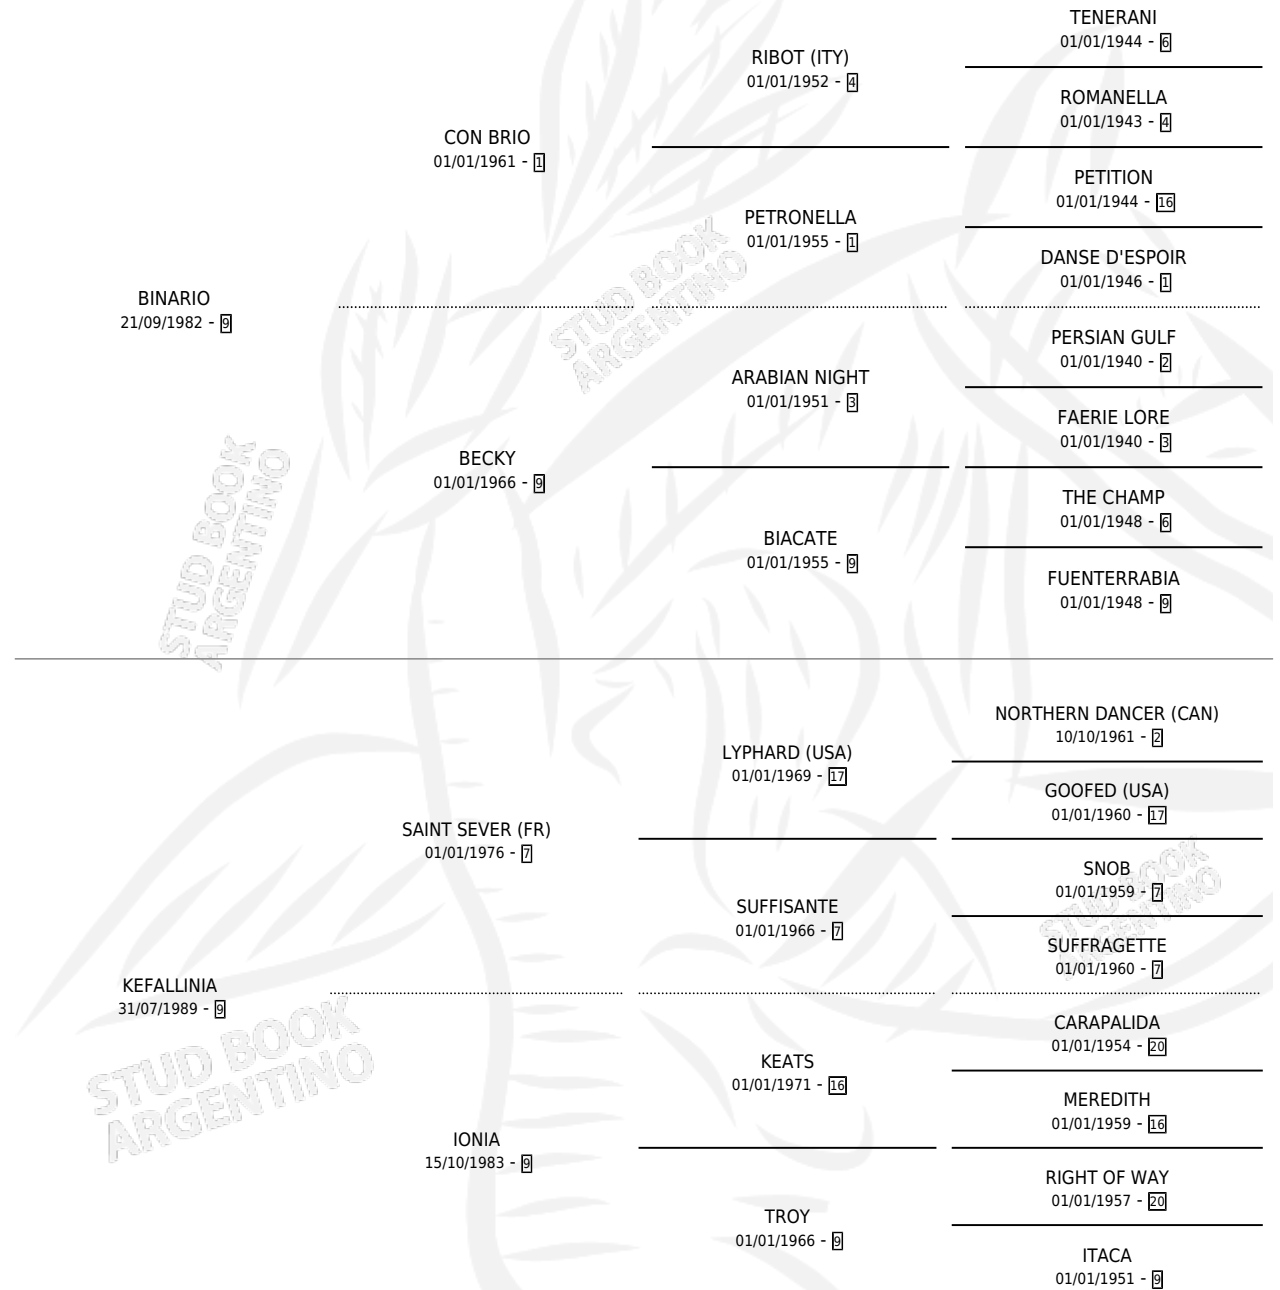 TENERANI
01/01/1944 - 6
RIBOT (ITY)
01/01/1952 - 4
ROMANELLA
01/01/1943 - 4
CON BRIO
01/01/1961 - 1
PETITION
01/01/1944 - 16
PETRONELLA
01/01/1955 - 1
DANSE D'ESPOIR
01/01/1946 - 1
BINARIO
21/09/1982 - 9
PERSIAN GULF
01/01/1940 - 2
ARABIAN NIGHT
01/01/1951 - 3
FAERIE LORE
01/01/1940 - 3
BECKY
01/01/1966 - 9
THE CHAMP
01/01/1948 - 6
BIACATE
01/01/1955 - 9
FUENTERRABIA
01/01/1948 - 9
NORTHERN DANCER (CAN)
10/10/1961 - 2
LYPHARD (USA)
01/01/1969 - 17
GOOFED (USA)
01/01/1960 - 17
SAINT SEVER (FR)
01/01/1976 - 7
SNOB
01/01/1959 - 7
SUFFISANTE
01/01/1966 - 7
SUFFRAGETTE
01/01/1960 - 7
KEFALLINIA
31/07/1989 - 9
CARAPALIDA
01/01/1954 - 20
KEATS
01/01/1971 - 16
MEREDITH
01/01/1959 - 16
IONIA
15/10/1983 - 9
RIGHT OF WAY
01/01/1957 - 20
TROY
01/01/1966 - 9
ITACA
01/01/1951 - 9
STUD BOOK
ARGENTINO
STUD BOOK
ARGENTINO
STUD BOOK
ARGENTINO
STUD BOOK
ARGENTINO